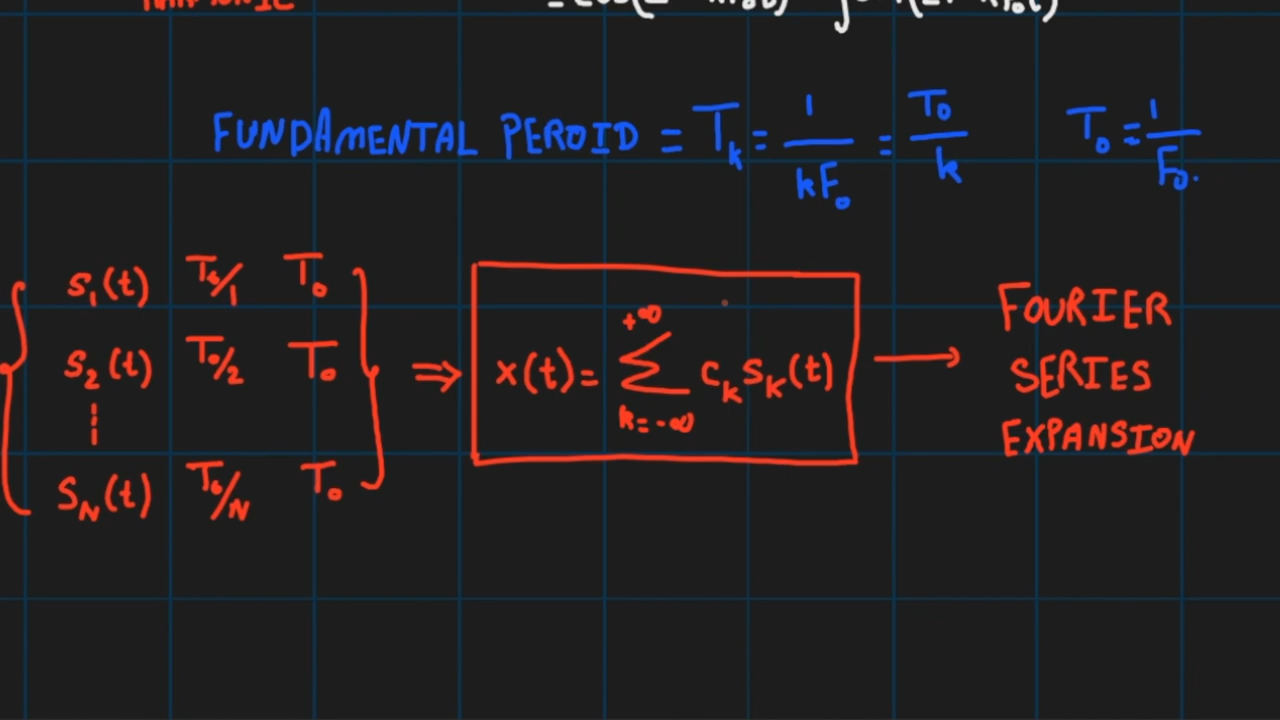 FUNDAMENTAL PEROID = T_k = 1/kF_0 = T_0/k T_0 = 1/F_0.
s_1(t) T_0/1 T_0
s_2(t) T_0/2 T_0
s_N(t) T_0/N T_0
⇒ x(t) = ∑_{k=-∞}^{+∞} c_k s_k(t) →
FOURIER
SERIES
EXPANSION